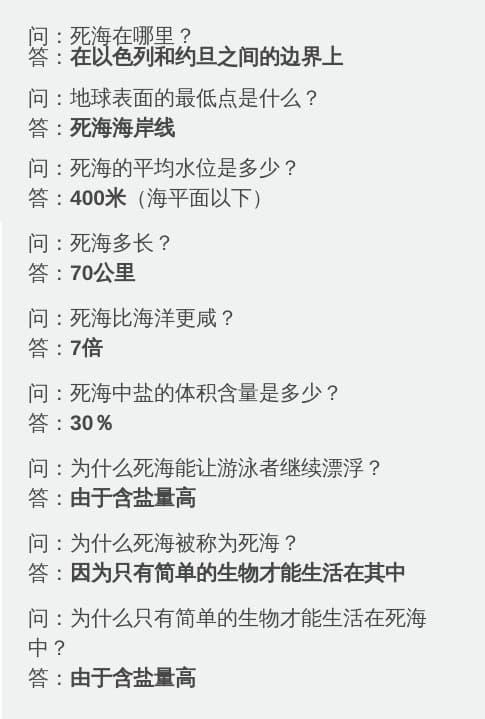 问：死海在哪里？
答：在以色列和约旦之间的边界上
问：地球表面的最低点是什么？
答：死海海岸线
问：死海的平均水位是多少？
答：400米（海平面以下）
问：死海多长？
答：70公里
问：死海比海洋更咸？
答：7倍
问：死海中盐的体积含量是多少？
答：30％
问：为什么死海能让游泳者继续漂浮？
答：由于含盐量高
问：为什么死海被称为死海？
答：因为只有简单的生物才能生活在其中
问：为什么只有简单的生物才能生活在死海
中？
答：由于含盐量高